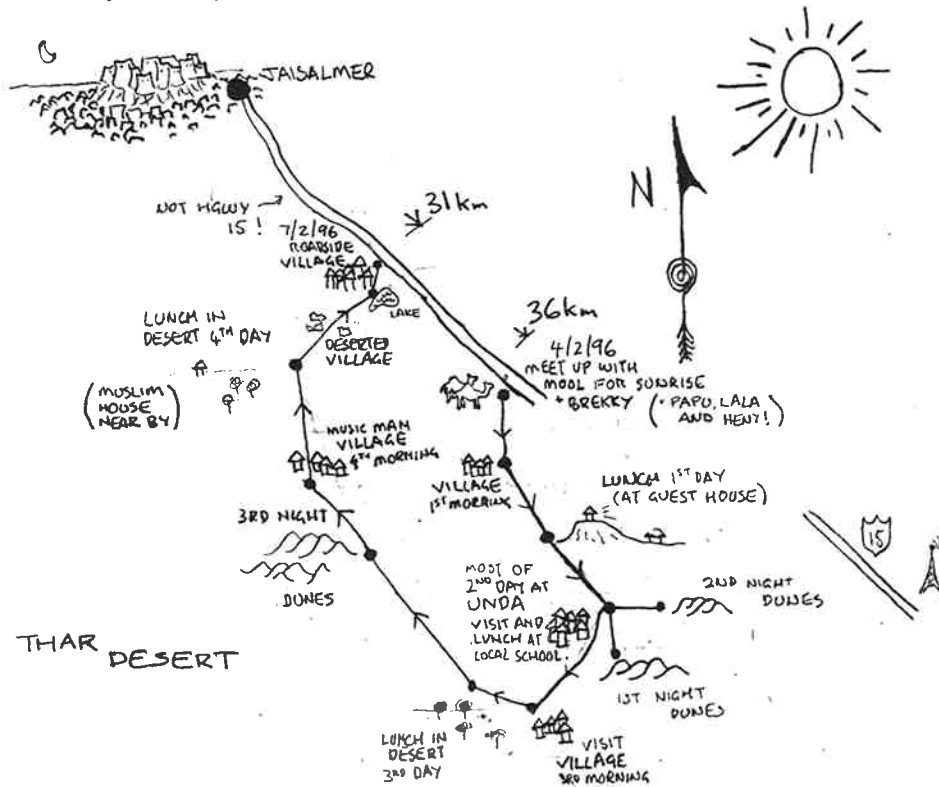 JAISALMER
NOT HGWY
15 !
31 km
N
7/2/96
ROADSIDE
VILLAGE
LAKE
36 km
4/2/96
MEET UP WITH
MOOL FOR SUNRISE
+ BREKKY
(+ PAPU, LALA
AND HENY!)
LUNCH IN
DESERT 4TH DAY
DESERTED
VILLAGE
(MUSLIM
HOUSE
NEAR BY)
MUSIC MAN
VILLAGE
4TH MORNING
VILLAGE
1ST MORNING
LUNCH 1ST DAY
(AT GUEST HOUSE)
15
3RD NIGHT
DUNES
MOST OF
2ND DAY AT
UNDA
VISIT AND
LUNCH AT
LOCAL SCHOOL.
2ND NIGHT
DUNES
THAR
DESERT
1ST NIGHT
DUNES
LUNCH IN
DESERT
3RD DAY
VISIT
VILLAGE
3RD MORNING